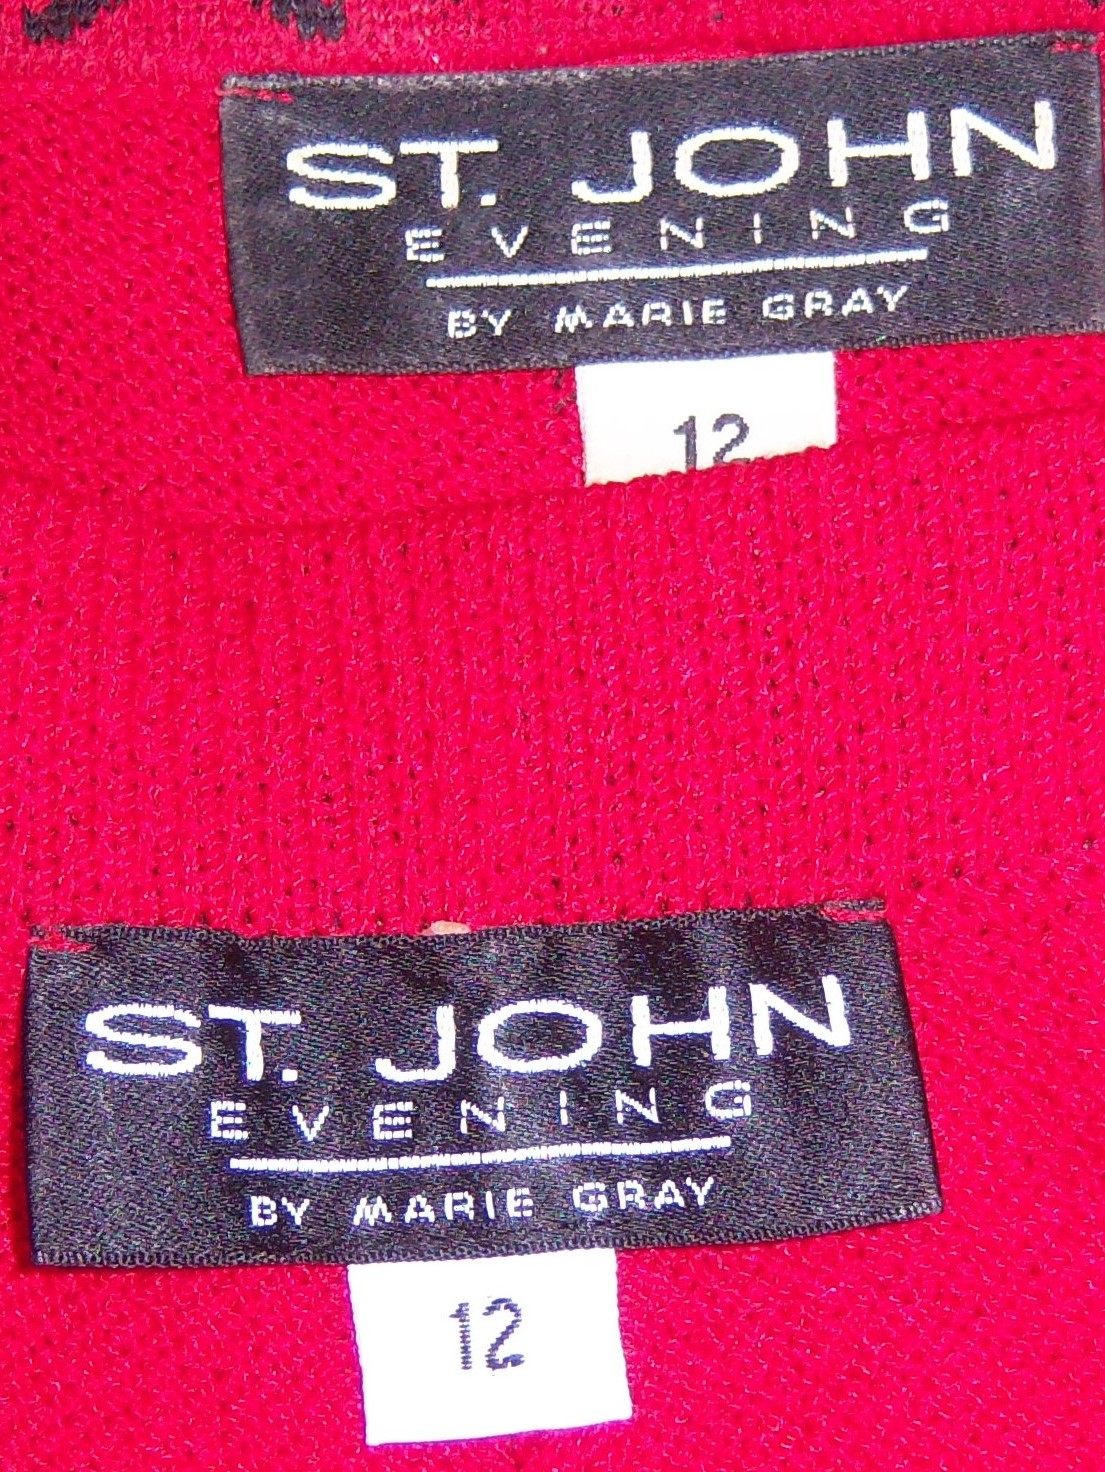 ST. JOHN
EVENING
BY MARIE GRAY
12
ST. JOHN
EVENING
BY MARIE GRAY
12